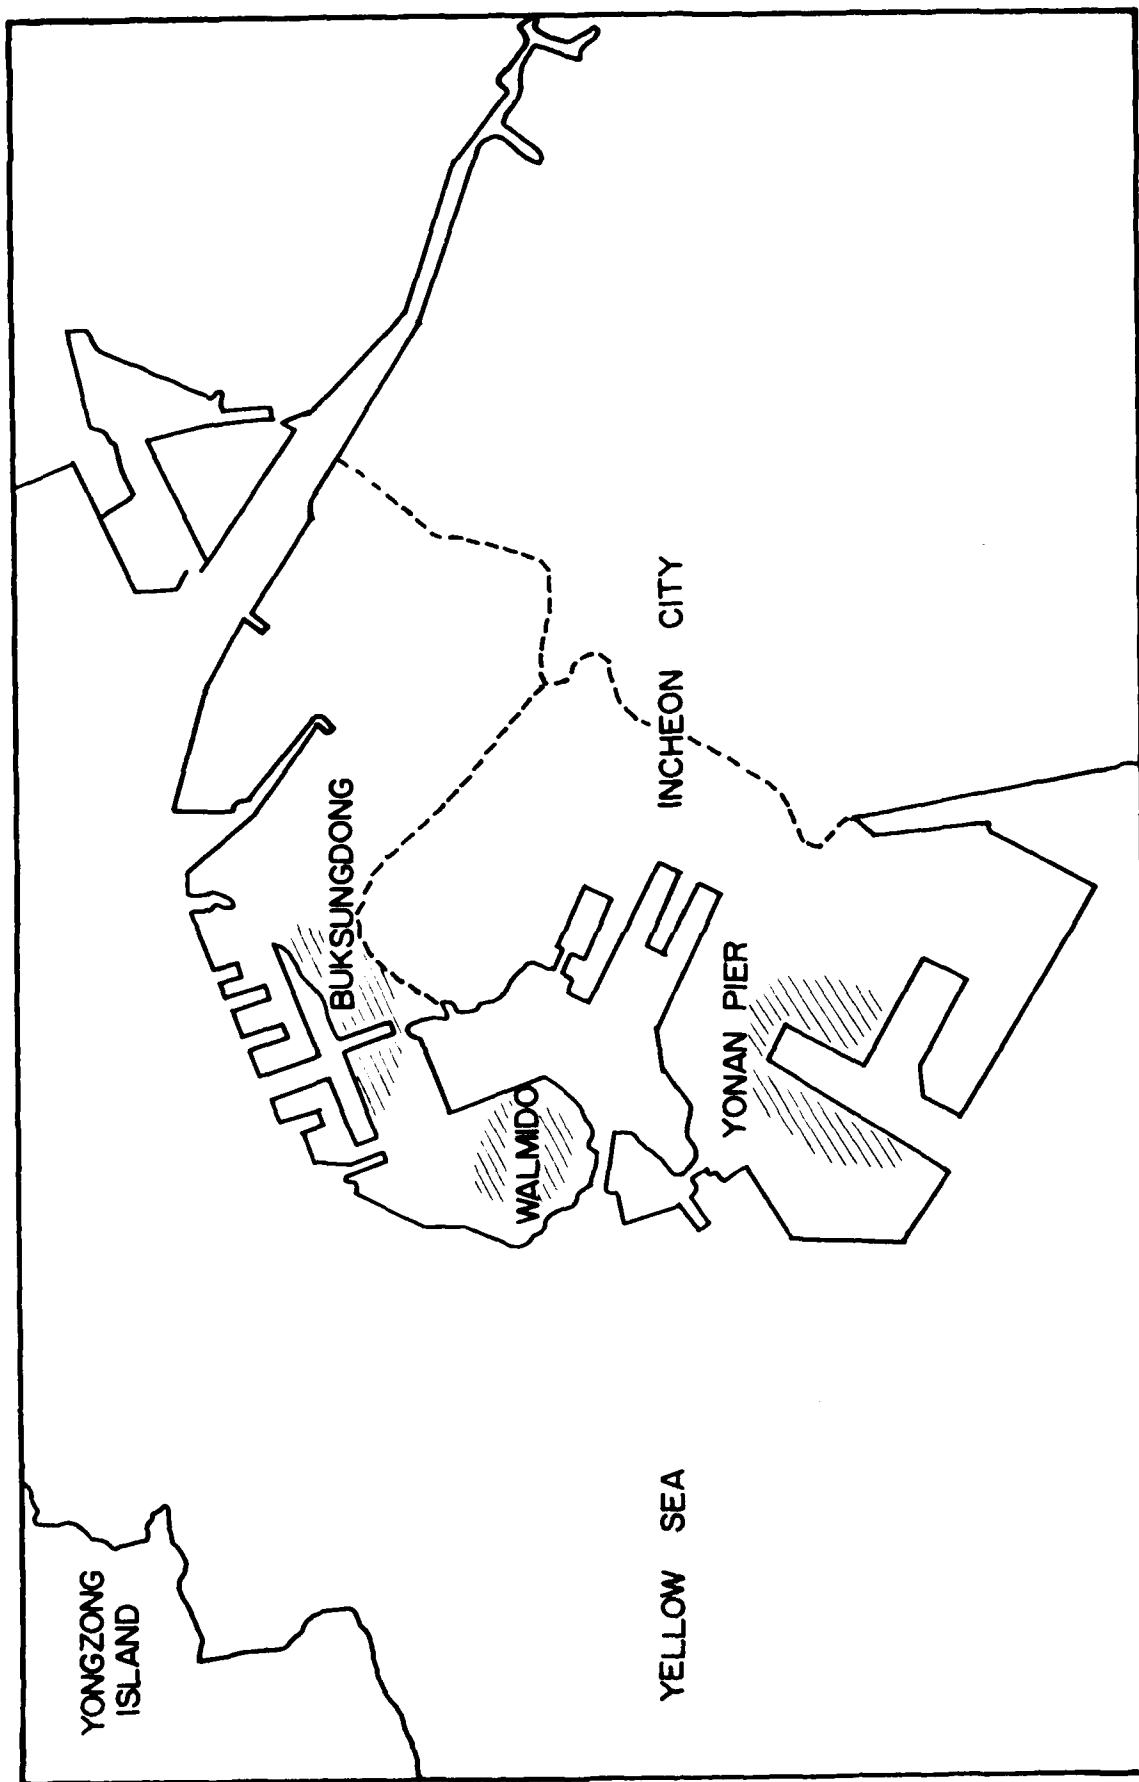 YONGZONG
ISLAND
BUKSUNGDONG
WALMIDO
INCHEON CITY
YONAN PIER
YELLOW SEA